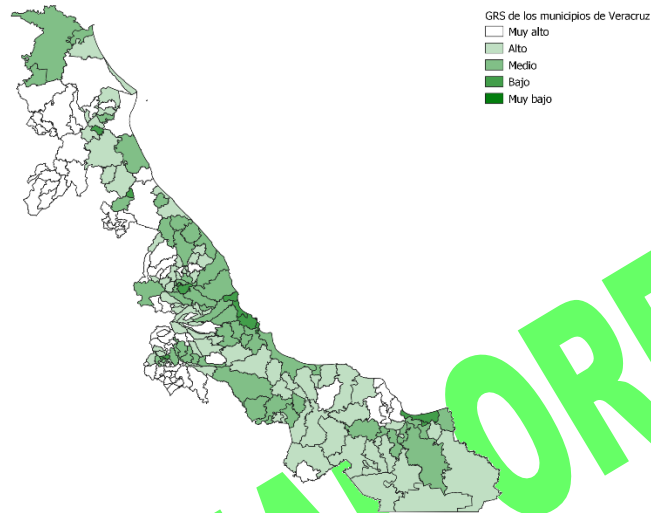 GRS de los municipios de Veracruz
Muy alto
Alto
Medio
Bajo
Muy bajo